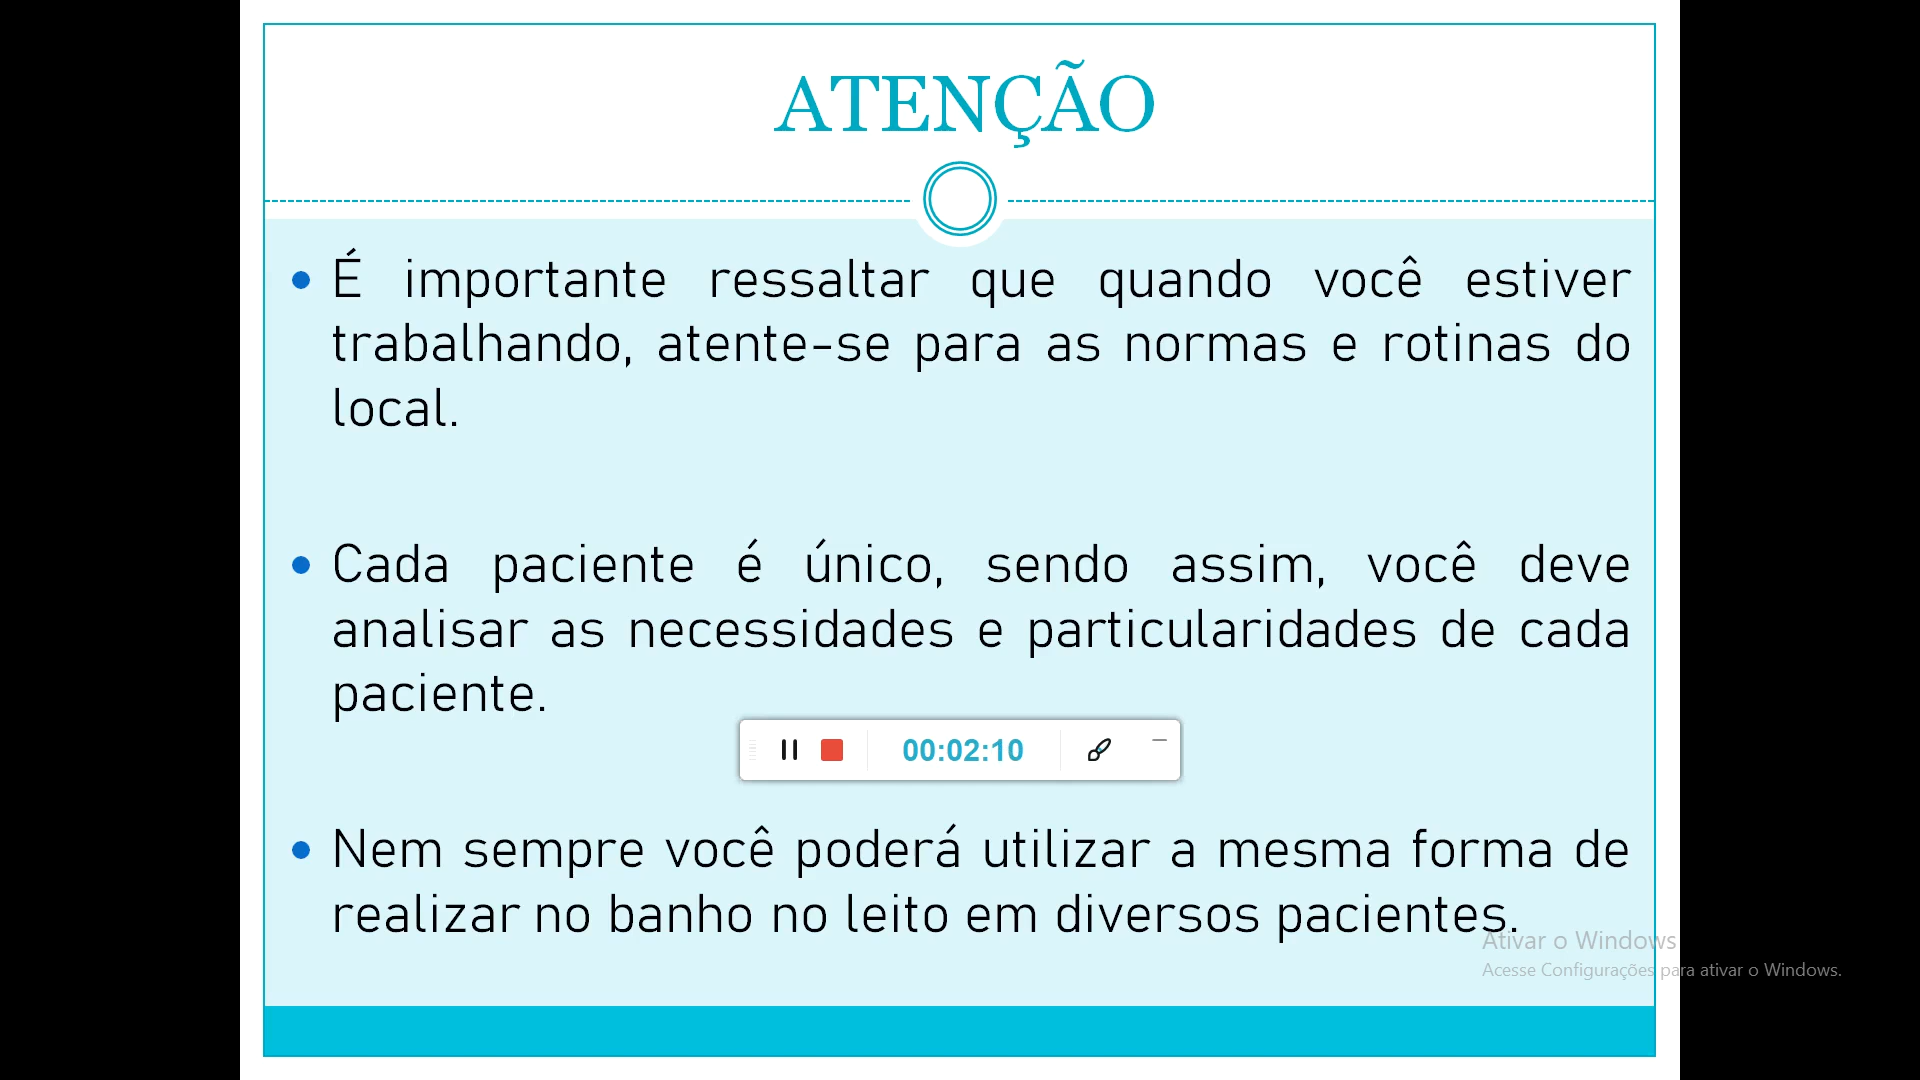 ATENÇÃO
É importante ressaltar que quando você estiver
trabalhando, atente-se para as normas e rotinas do
local.
Cada paciente é único, sendo assim, você deve
analisar as necessidades e particularidades de cada
paciente.
00:02:10
Nem sempre você poderá utilizar a mesma forma de
realizar no banho no leito em diversos pacientes.
Ativar o Windows
Acesse Configurações para ativar o Windows.